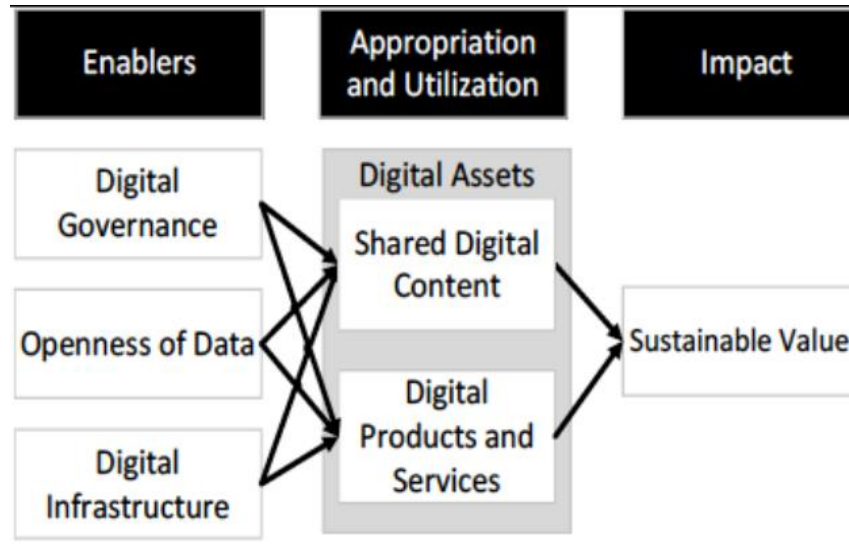 Enablers
Appropriation
and Utilization
Impact
Digital
Governance
Openness of Data
Digital
Infrastructure
Digital Assets
Shared Digital
Content
Digital
Products and
Services
Sustainable Value